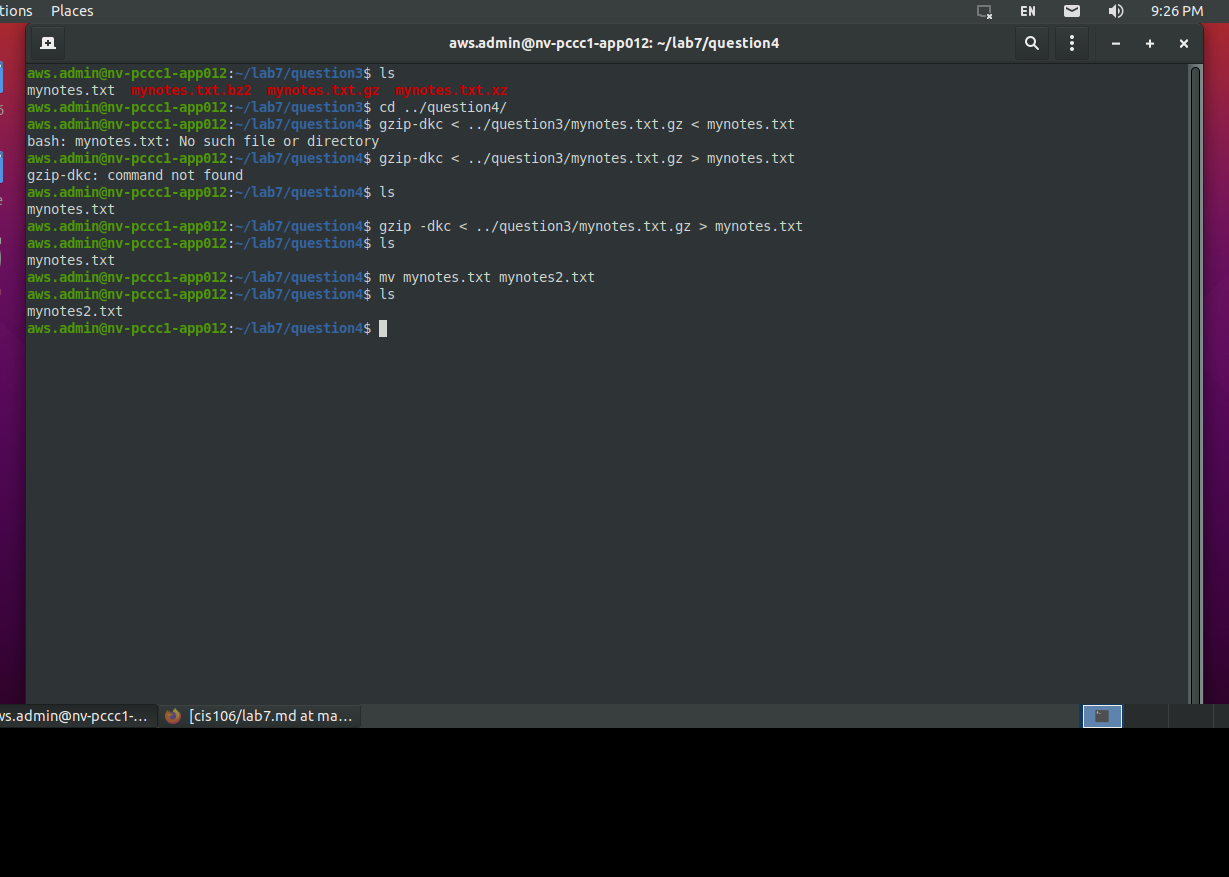 tions Places EN 9:26 PM
aws.admin@nv-pccc1-app012: ~/lab7/question4
aws.admin@nv-pccc1-app012:~/lab7/question3$ ls
mynotes.txt mynotes.txt.bz2 mynotes.txt.gz mynotes.txt.xz
aws.admin@nv-pccc1-app012:~/lab7/question3$ cd ../question4/
aws.admin@nv-pccc1-app012:~/lab7/question4$ gzip-dkc < ../question3/mynotes.txt.gz < mynotes.txt
bash: mynotes.txt: No such file or directory
aws.admin@nv-pccc1-app012:~/lab7/question4$ gzip-dkc < ../question3/mynotes.txt.gz > mynotes.txt
gzip-dkc: command not found
aws.admin@nv-pccc1-app012:~/lab7/question4$ ls
mynotes.txt
aws.admin@nv-pccc1-app012:~/lab7/question4$ gzip -dkc < ../question3/mynotes.txt.gz > mynotes.txt
aws.admin@nv-pccc1-app012:~/lab7/question4$ ls
mynotes.txt
aws.admin@nv-pccc1-app012:~/lab7/question4$ mv mynotes.txt mynotes2.txt
aws.admin@nv-pccc1-app012:~/lab7/question4$ ls
mynotes2.txt
aws.admin@nv-pccc1-app012:~/lab7/question4$
ws.admin@nv-pccc1-... [cis106/lab7.md at ma...